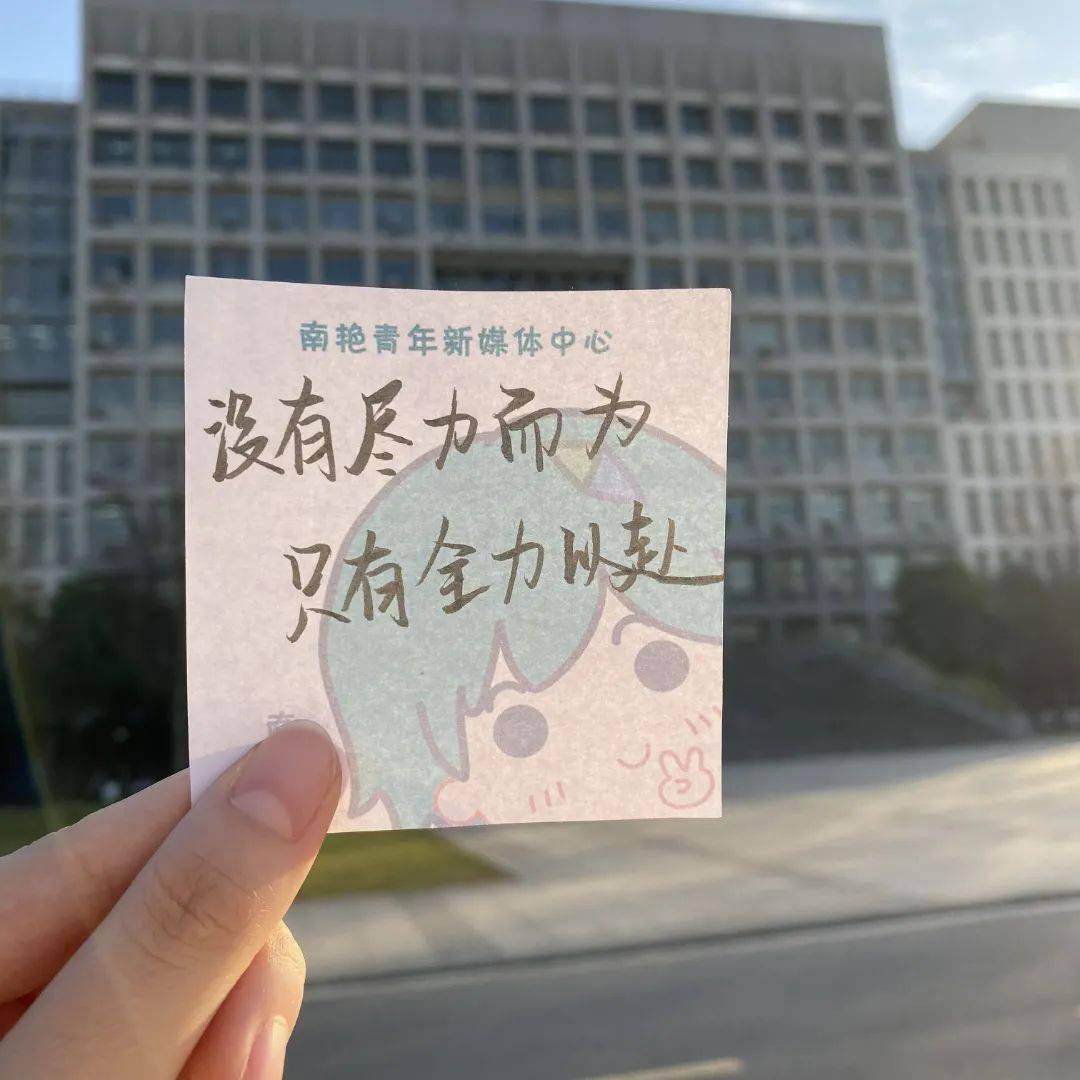 南艳青年新媒体中心
没有尽力而为
只有全力以赴